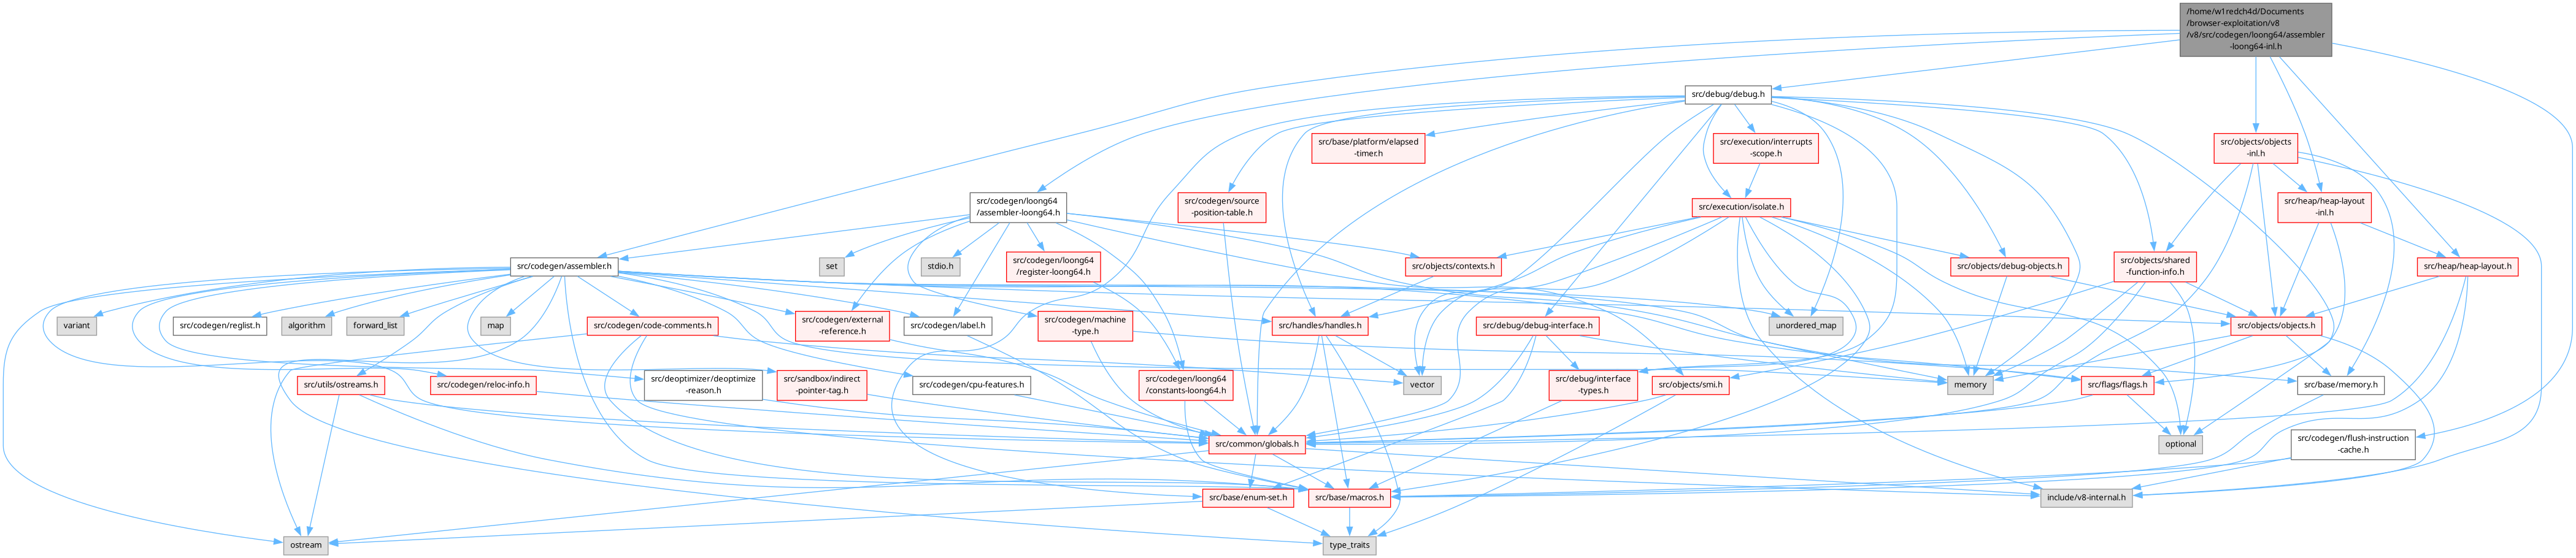 /home/w1redch4d/Documents
/browser-exploitation/v8
/v8/src/codegen/loong64/assembler
-loong64-inl.h
src/debug/debug.h
src/base/platform/elapsed
-timer.h
src/execution/interrupts
-scope.h
src/objects/objects
-inl.h
src/codegen/loong64
/assembler-loong64.h
src/codegen/source
-position-table.h
src/execution/isolate.h
src/heap/heap-layout
-inl.h
set
stdio.h
src/codegen/loong64
/register-loong64.h
src/codegen/assembler.h
src/objects/contexts.h
src/objects/debug-objects.h
src/objects/shared
-function-info.h
src/heap/heap-layout.h
variant
src/codegen/reglist.h
algorithm
forward_list
map
src/codegen/code-comments.h
src/codegen/external
-reference.h
src/codegen/label.h
src/codegen/machine
-type.h
src/handles/handles.h
src/debug/debug-interface.h
unordered_map
src/objects/objects.h
src/utils/ostreams.h
src/codegen/reloc-info.h
src/deoptimizer/deoptimize
-reason.h
src/sandbox/indirect
-pointer-tag.h
src/codegen/cpu-features.h
src/codegen/loong64
/constants-loong64.h
vector
src/debug/interface
-types.h
src/objects/smi.h
memory
src/flags/flags.h
src/base/memory.h
src/common/globals.h
optional
src/codegen/flush-instruction
-cache.h
src/base/enum-set.h
src/base/macros.h
include/v8-internal.h
ostream
type_traits